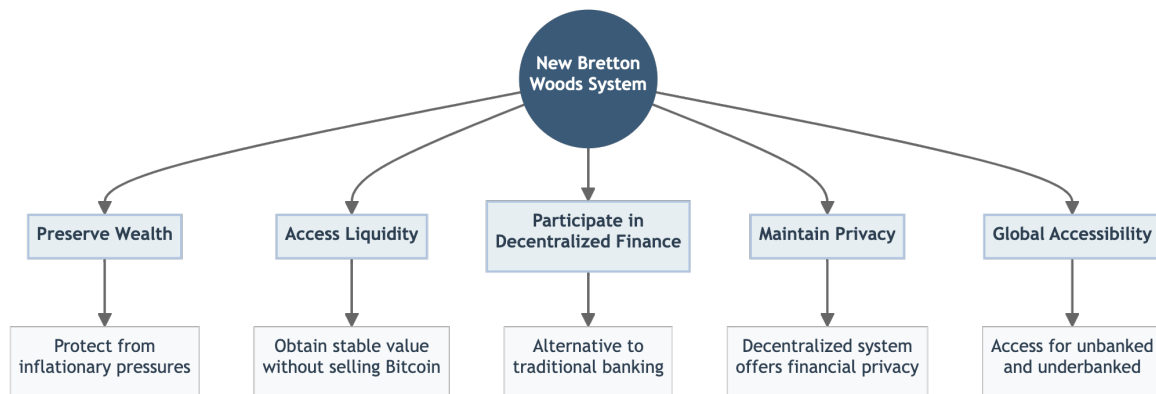 New Bretton
Woods System
Preserve Wealth
Access Liquidity
Participate in
Decentralized Finance
Maintain Privacy
Global Accessibility
Protect from
inflationary pressures
Obtain stable value
without selling Bitcoin
Alternative to
traditional banking
Decentralized system
offers financial privacy
Access for unbanked
and underbanked